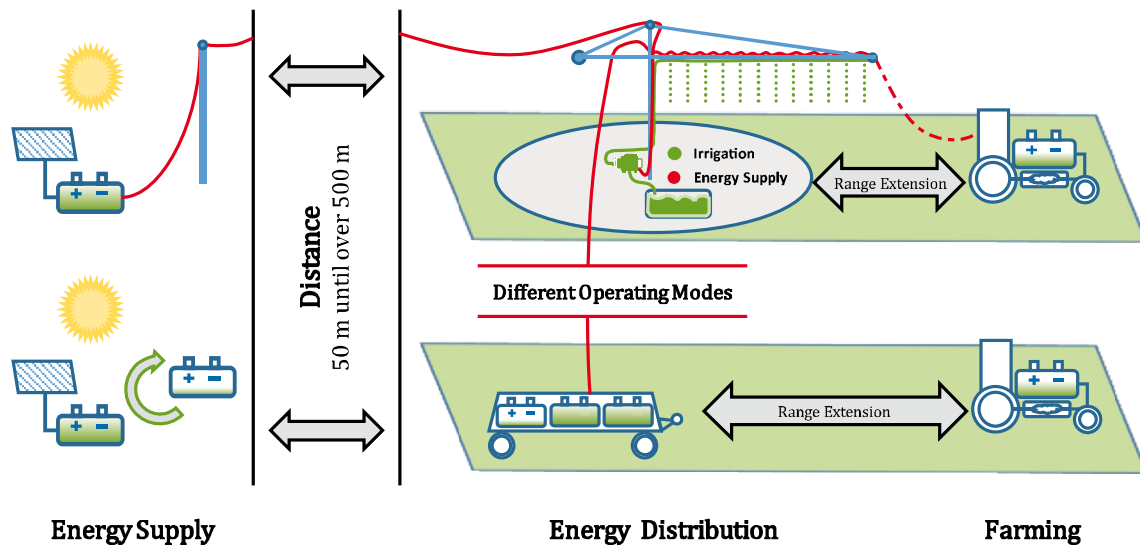 Irrigation
Energy Supply
Range Extension
Distance
50 m until over 500 m
Different Operating Modes
Range Extension
Energy Supply
Energy Distribution
Farming